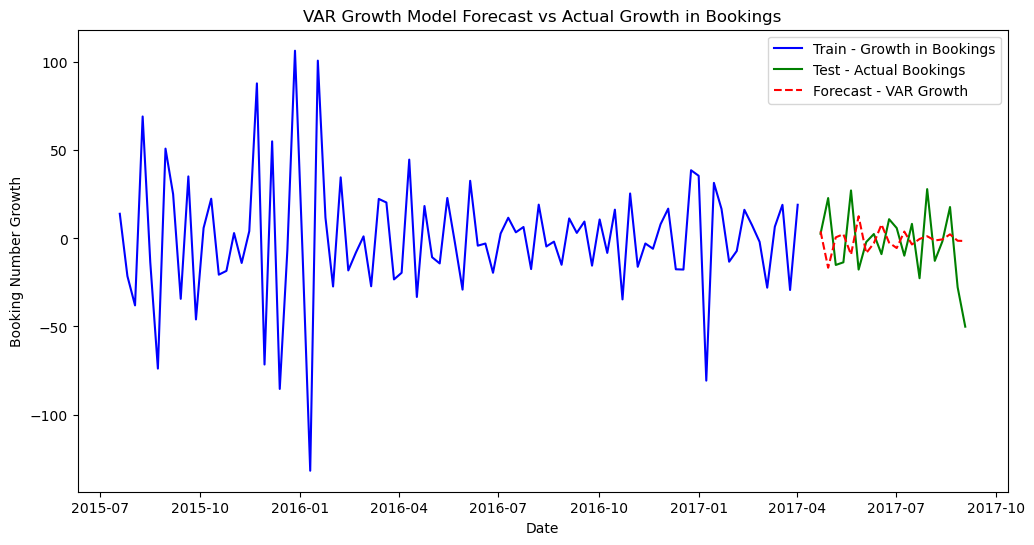 VAR Growth Model Forecast vs Actual Growth in Bookings
Train - Growth in Bookings
Test - Actual Bookings
Forecast - VAR Growth
Booking Number Growth
100
50
0
−50
−100
2015-07 2015-10 2016-01 2016-04 2016-07 2016-10 2017-01 2017-04 2017-07 2017-10
Date